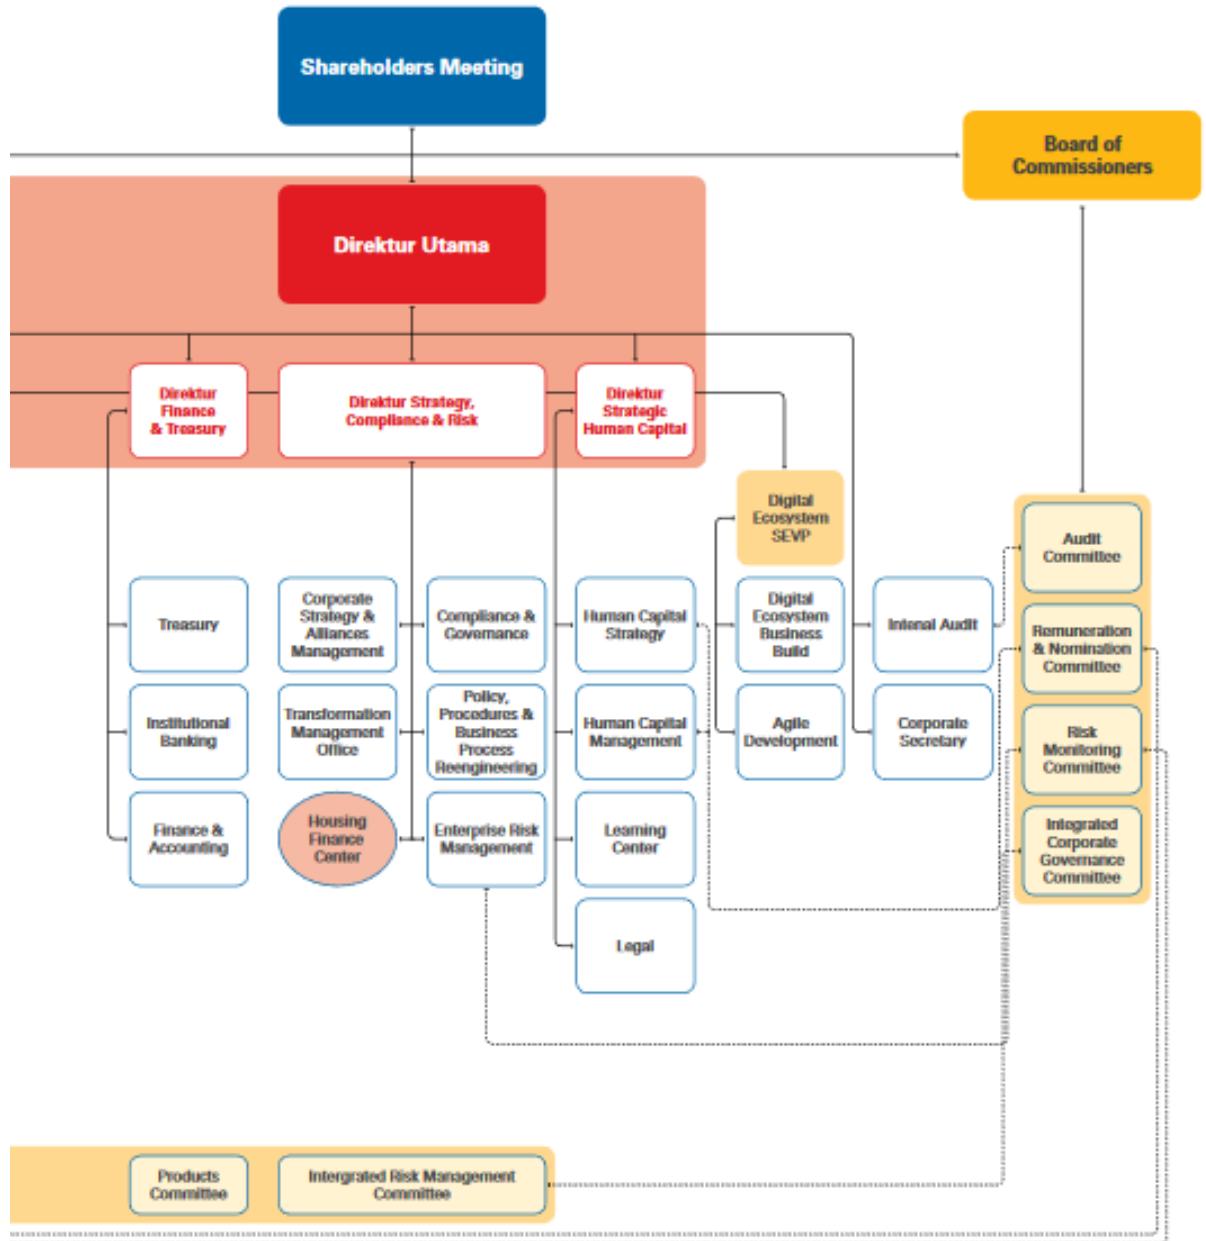 Shareholders Meeting
Board of
Commissioners
Direktur Utama
Direktur
Finance
& Treasury
Direktur Strategy,
Compliance & Risk
Direktur
Strategic
Human Capital
Digital
Ecosystem
SEVP
Audit
Committee
Treasury
Corporate
Strategy &
Alliances
Management
Compliance &
Governance
Human Capital
Strategy
Digital
Ecosystem
Business
Build
Intenal Audit
Remuneration
& Nomination
Committee
Institutional
Banking
Transformation
Management
Office
Policy,
Procedures &
Business
Process
Reengineering
Human Capital
Management
Agile
Development
Corporate
Secretary
Risk
Monitoring
Committee
Finance &
Accounting
Housing
Finance
Center
Enterprise Risk
Management
Learning
Center
Integrated
Corporate
Governance
Committee
Legal
Products
Committee
Intergrated Risk Management
Committee